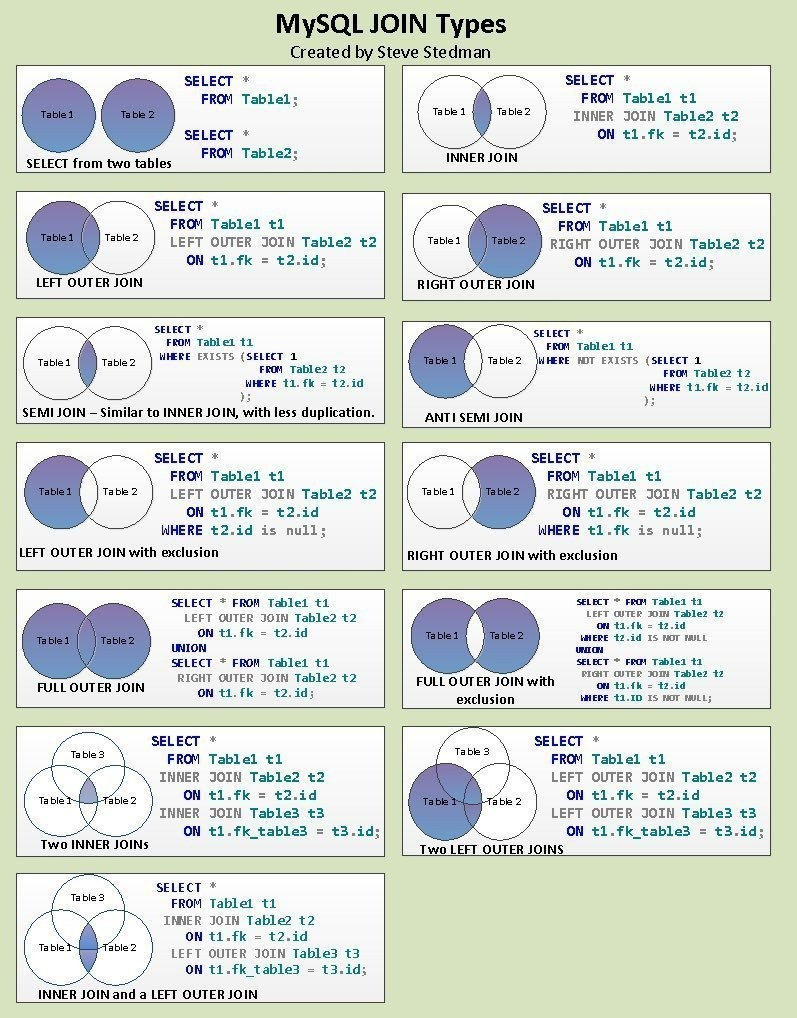 MySQL JOIN Types
Created by Steve Stedman
Table 1
Table 2
SELECT *
FROM Table1;
SELECT *
FROM Table2;
SELECT from two tables
Table 1
Table 2
SELECT *
FROM Table1 t1
INNER JOIN Table2 t2
ON t1.fk = t2.id;
INNER JOIN
Table 1
Table 2
SELECT *
FROM Table1 t1
LEFT OUTER JOIN Table2 t2
ON t1.fk = t2.id;
LEFT OUTER JOIN
Table 1
Table 2
SELECT *
FROM Table1 t1
RIGHT OUTER JOIN Table2 t2
ON t1.fk = t2.id;
RIGHT OUTER JOIN
Table 1
Table 2
SELECT *
FROM Table1 t1
WHERE EXISTS (SELECT 1
FROM Table2 t2
WHERE t1.fk = t2.id
);
SEMI JOIN – Similar to INNER JOIN, with less duplication.
Table 1
Table 2
SELECT *
FROM Table1 t1
WHERE NOT EXISTS (SELECT 1
FROM Table2 t2
WHERE t1.fk = t2.id
);
ANTI SEMI JOIN
Table 1
Table 2
SELECT *
FROM Table1 t1
LEFT OUTER JOIN Table2 t2
ON t1.fk = t2.id
WHERE t2.id is null;
LEFT OUTER JOIN with exclusion
Table 1
Table 2
SELECT *
FROM Table1 t1
RIGHT OUTER JOIN Table2 t2
ON t1.fk = t2.id
WHERE t1.fk is null;
RIGHT OUTER JOIN with exclusion
Table 1
Table 2
SELECT * FROM Table1 t1
LEFT OUTER JOIN Table2 t2
ON t1.fk = t2.id
UNION
SELECT * FROM Table1 t1
RIGHT OUTER JOIN Table2 t2
ON t1.fk = t2.id;
FULL OUTER JOIN
Table 1
Table 2
SELECT * FROM Table1 t1
LEFT OUTER JOIN Table2 t2
ON t1.fk = t2.id
WHERE t2.id IS NOT NULL
UNION
SELECT * FROM Table1 t1
RIGHT OUTER JOIN Table2 t2
ON t1.fk = t2.id
WHERE t1.ID IS NOT NULL;
FULL OUTER JOIN with
exclusion
Table 3
Table 1
Table 2
SELECT *
FROM Table1 t1
INNER JOIN Table2 t2
ON t1.fk = t2.id
INNER JOIN Table3 t3
ON t1.fk_table3 = t3.id;
Two INNER JOINs
Table 3
Table 1
Table 2
SELECT *
FROM Table1 t1
LEFT OUTER JOIN Table2 t2
ON t1.fk = t2.id
LEFT OUTER JOIN Table3 t3
ON t1.fk_table3 = t3.id;
Two LEFT OUTER JOINS
Table 3
Table 1
Table 2
SELECT *
FROM Table1 t1
INNER JOIN Table2 t2
ON t1.fk = t2.id
LEFT OUTER JOIN Table3 t3
ON t1.fk_table3 = t3.id;
INNER JOIN and a LEFT OUTER JOIN